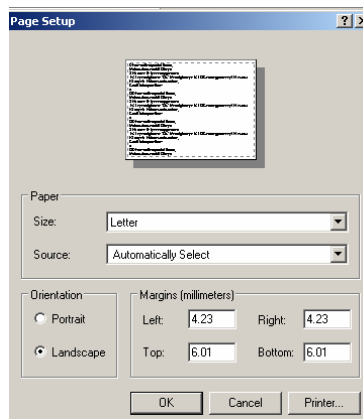 Page Setup
Paper
Size: Letter
Source: Automatically Select
Orientation
Portrait
Landscape
Margins (millimeters)
Left: 4.23 Right: 4.23
Top: 6.01 Bottom: 6.01
OK Cancel Printer...